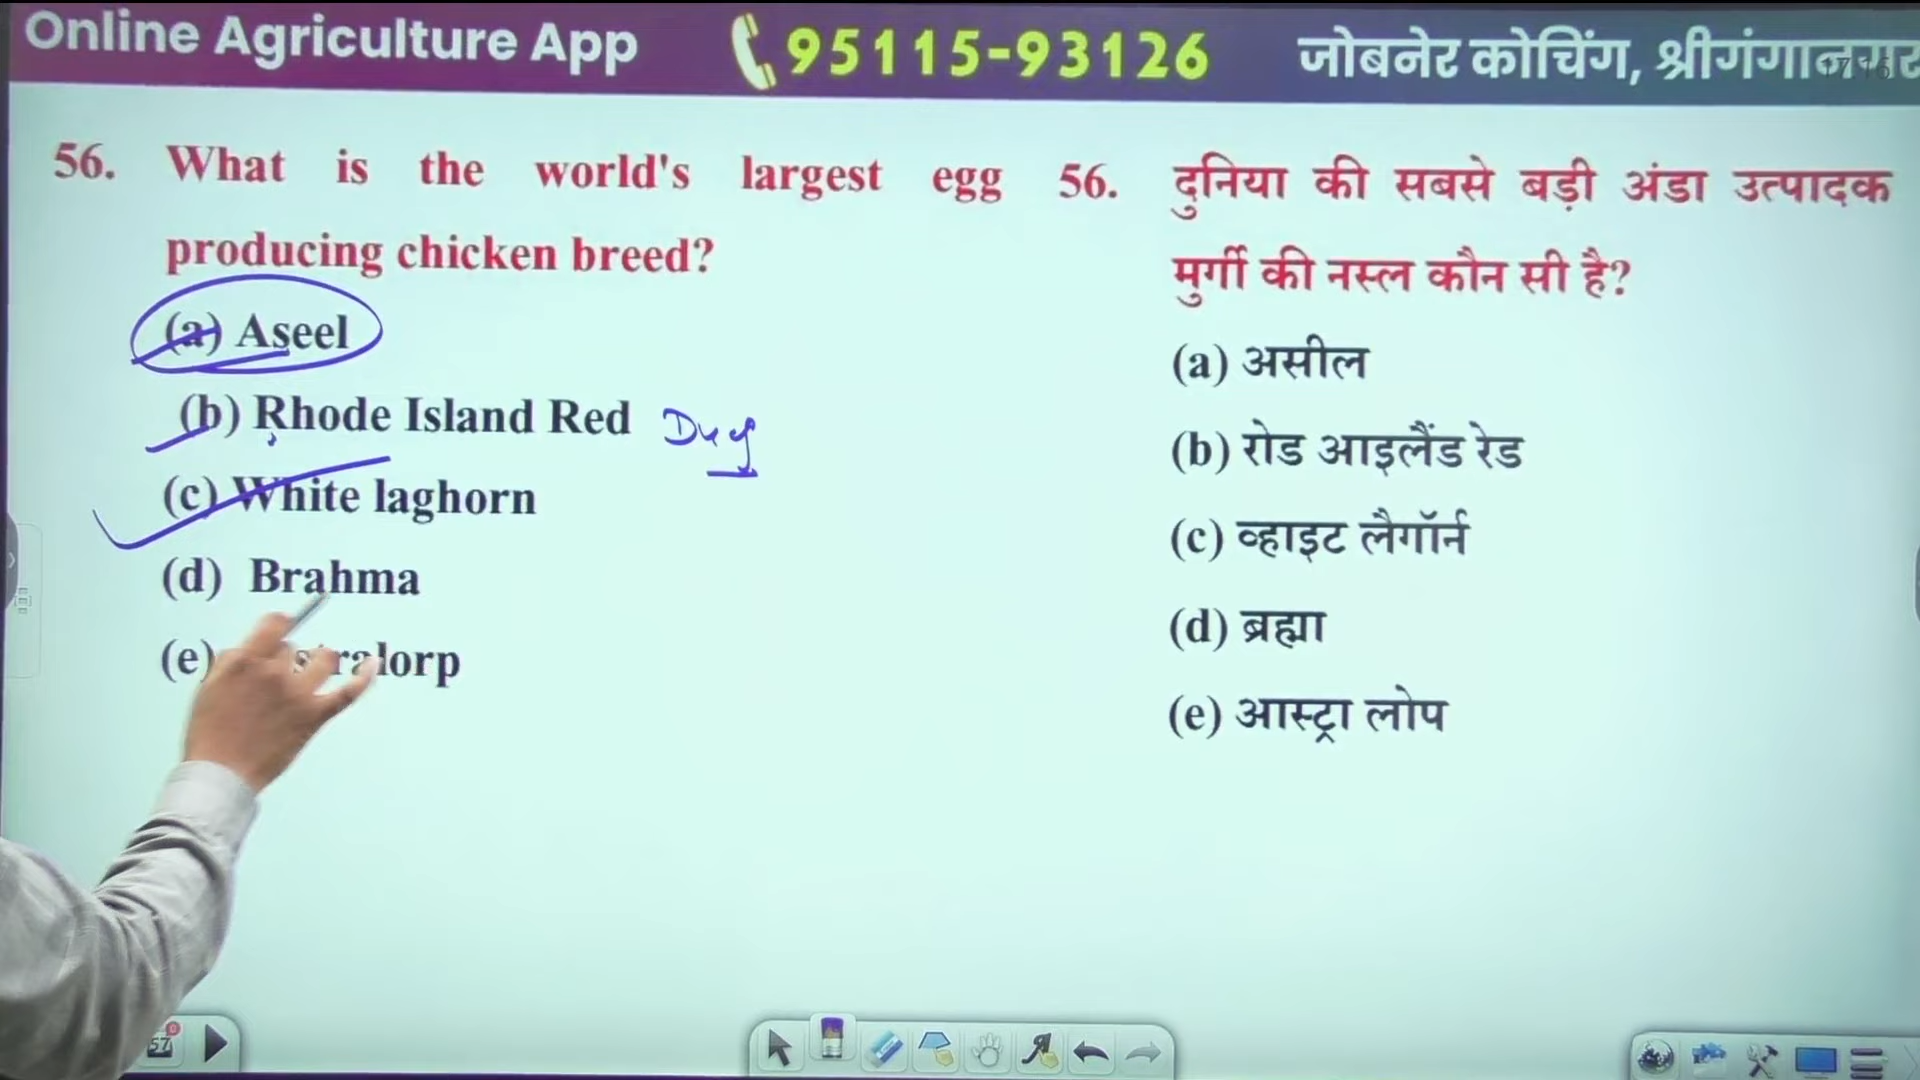 Online Agriculture App 95115-93126 जोबनेर कोचिंग, श्रीगंगानगर
56. What is the world's largest egg
producing chicken breed?
(a) Aseel
(b) Rhode Island Red
(c) White laghorn
(d) Brahma
(e)
56. दुनिया की सबसे बड़ी अंडा उत्पादक
मुर्गी की नस्ल कौन सी है?
(a) असील
(b) रोड आइलैंड रेड
(c) व्हाइट लैगॉर्न
(d) ब्रह्मा
(e) आस्ट्रा लोप
57